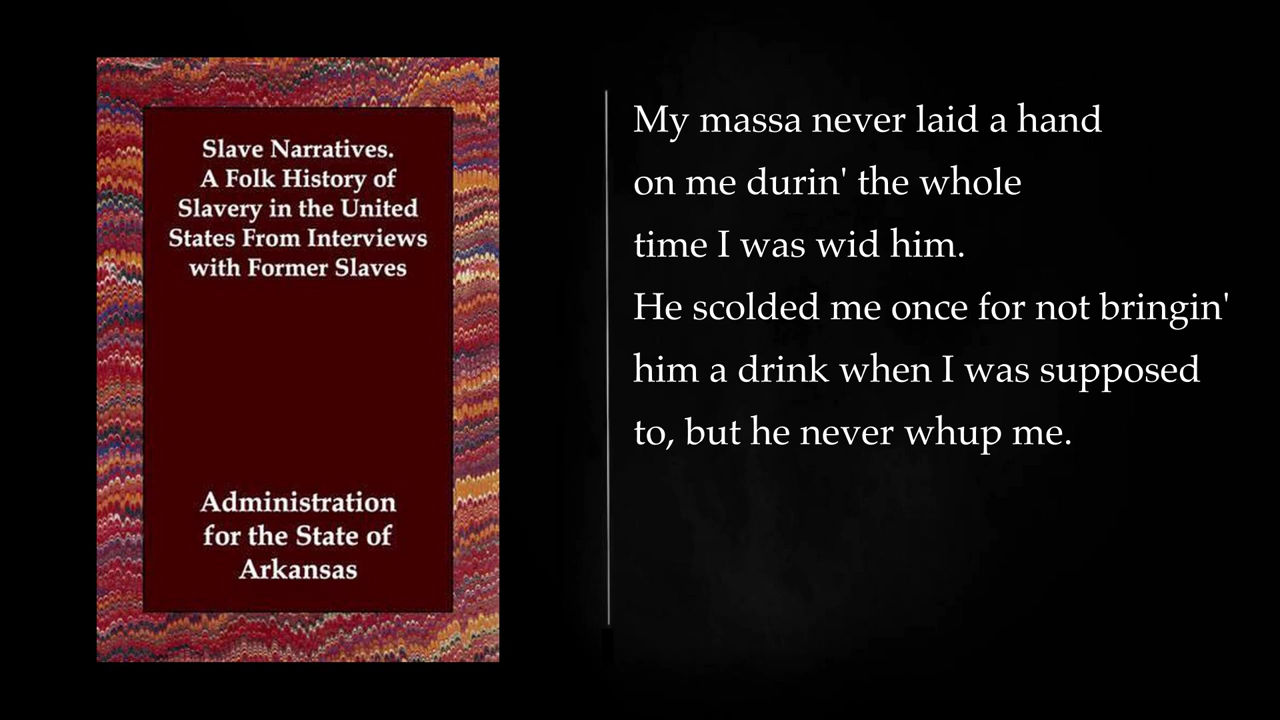 Slave Narratives.
A Folk History of
Slavery in the United
States From Interviews
with Former Slaves
Administration
for the State of
Arkansas
My massa never laid a hand
on me durin' the whole
time I was wid him.
He scolded me once for not bringin'
him a drink when I was supposed
to, but he never whup me.